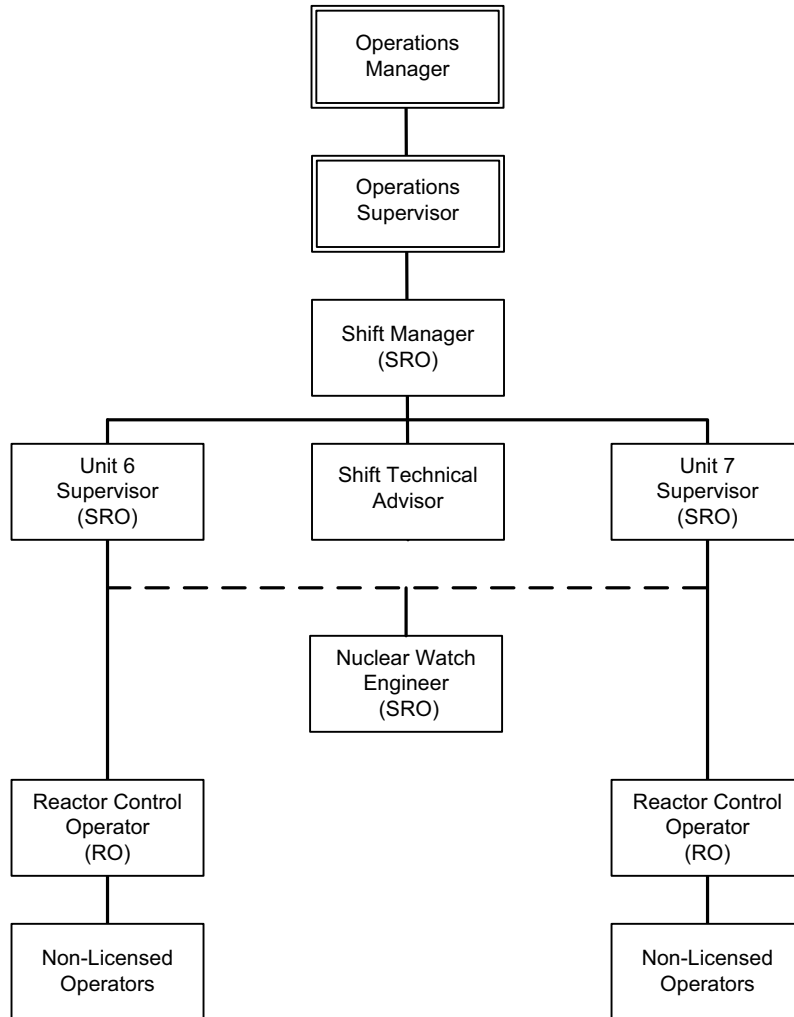 Operations
Manager
Operations
Supervisor
Shift Manager
(SRO)
Unit 6
Supervisor
(SRO)
Shift Technical
Advisor
Unit 7
Supervisor
(SRO)
Nuclear Watch
Engineer
(SRO)
Reactor Control
Operator
(RO)
Reactor Control
Operator
(RO)
Non-Licensed
Operators
Non-Licensed
Operators